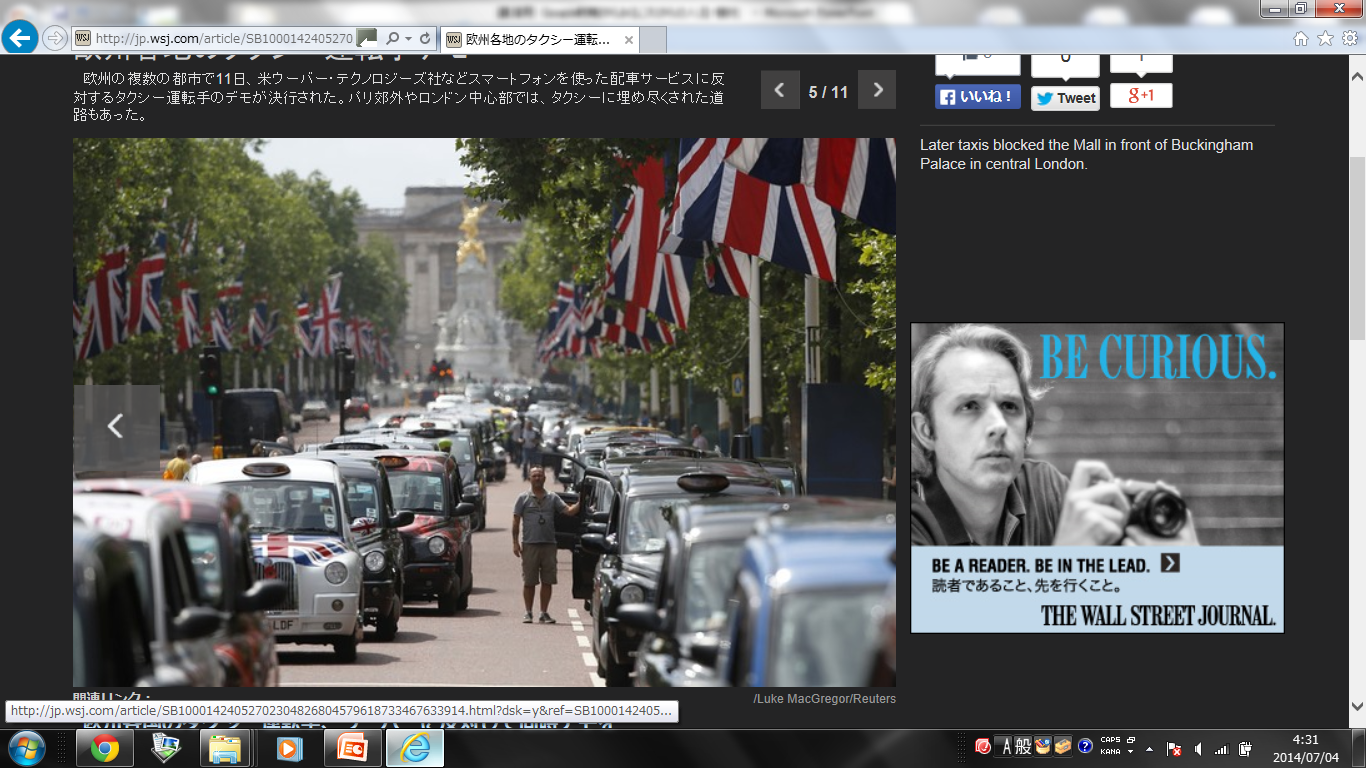 http://jp.wsj.com/article/SB1000142405270
欧州各地のタクシー運転...
欧州の複数の都市で11日、米ウーバー・テクノロジーズ社などスマートフォンを使った配車サービスに反
対するタクシー運転手のデモが決行された。パリ郊外やロンドン中心部では、タクシーに埋め尽くされた道
路もあった。
5 / 11
いいね！
Tweet
g+1
Later taxis blocked the Mall in front of Buckingham
Palace in central London.
BE CURIOUS.
BE A READER. BE IN THE LEAD.
読者であること、先を行くこと。
THE WALL STREET JOURNAL.
LDF
/Luke MacGregor/Reuters
http://jp.wsj.com/article/SB10001424052702304826804579618733467633914.html?dsk=y&ref=SB1000142405...
A 般
CAPS
KANA
4:31
2014/07/04